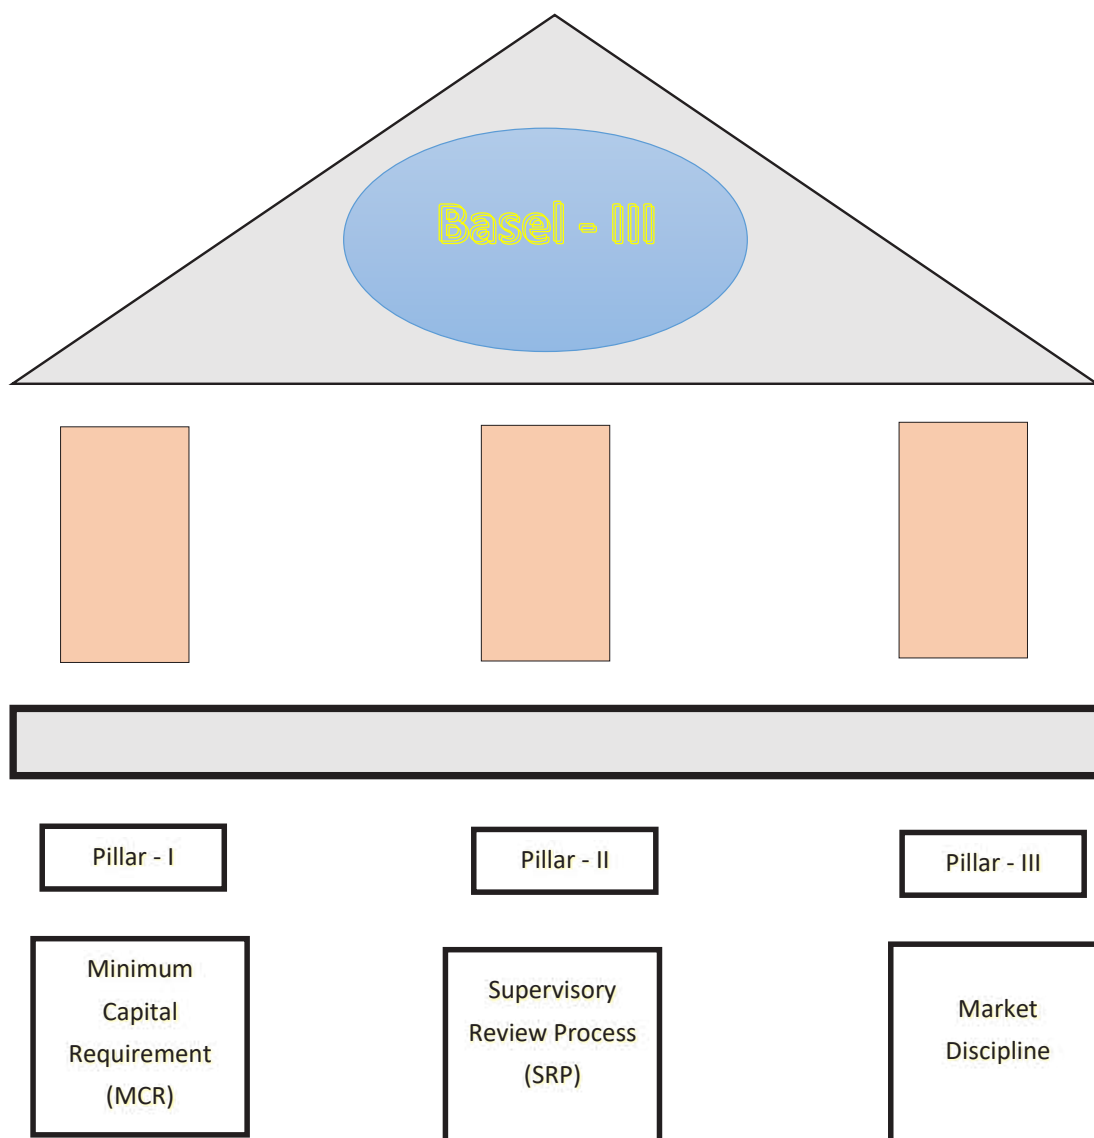 Basel - III
Pillar - I
Pillar - II
Pillar - III
Minimum
Capital
Requirement
(MCR)
Supervisory
Review Process
(SRP)
Market
Discipline